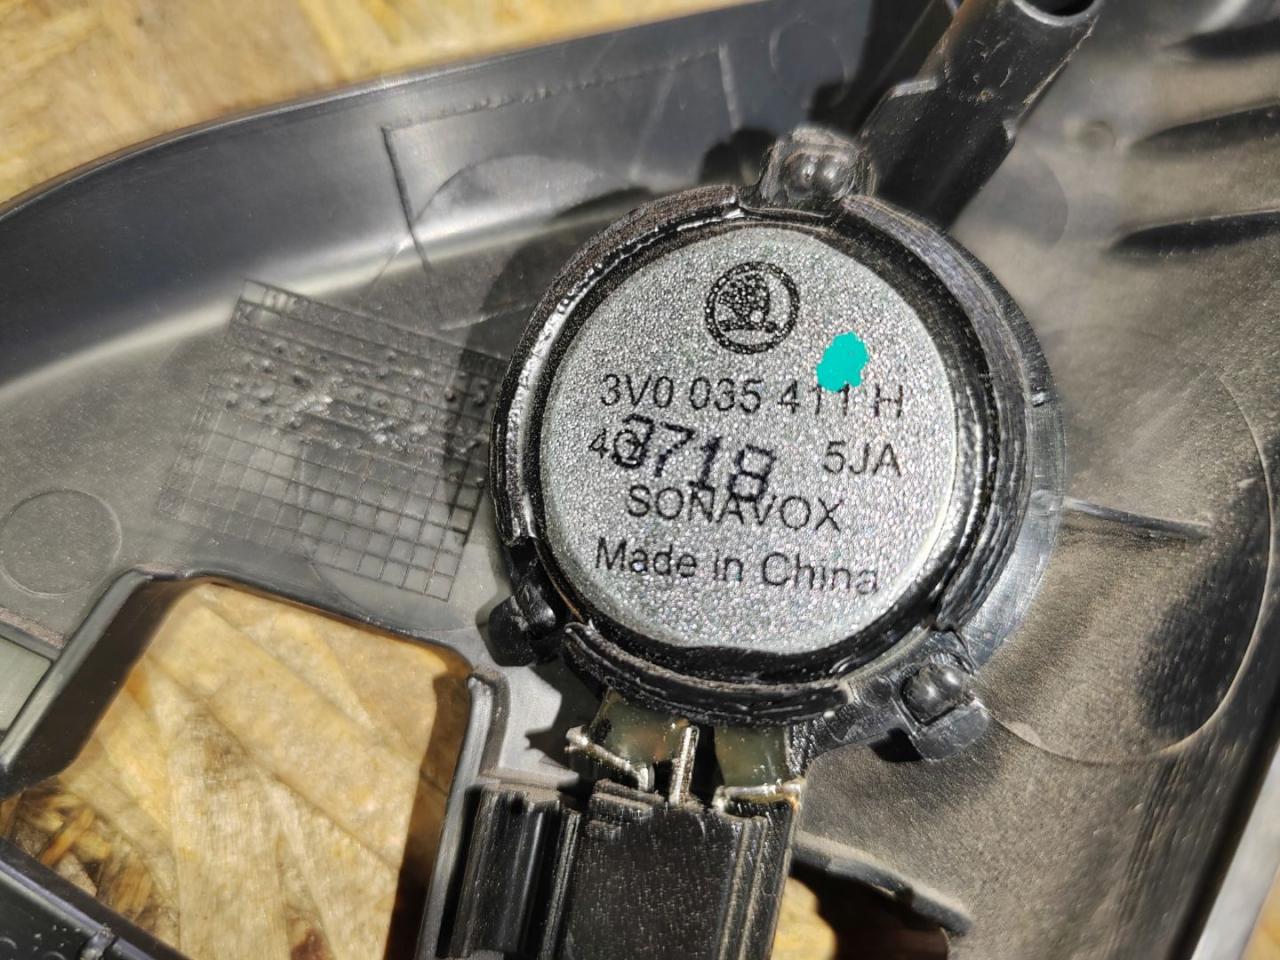 3V0 035 411 H
3718 5JA
SONAVOX
Made in China